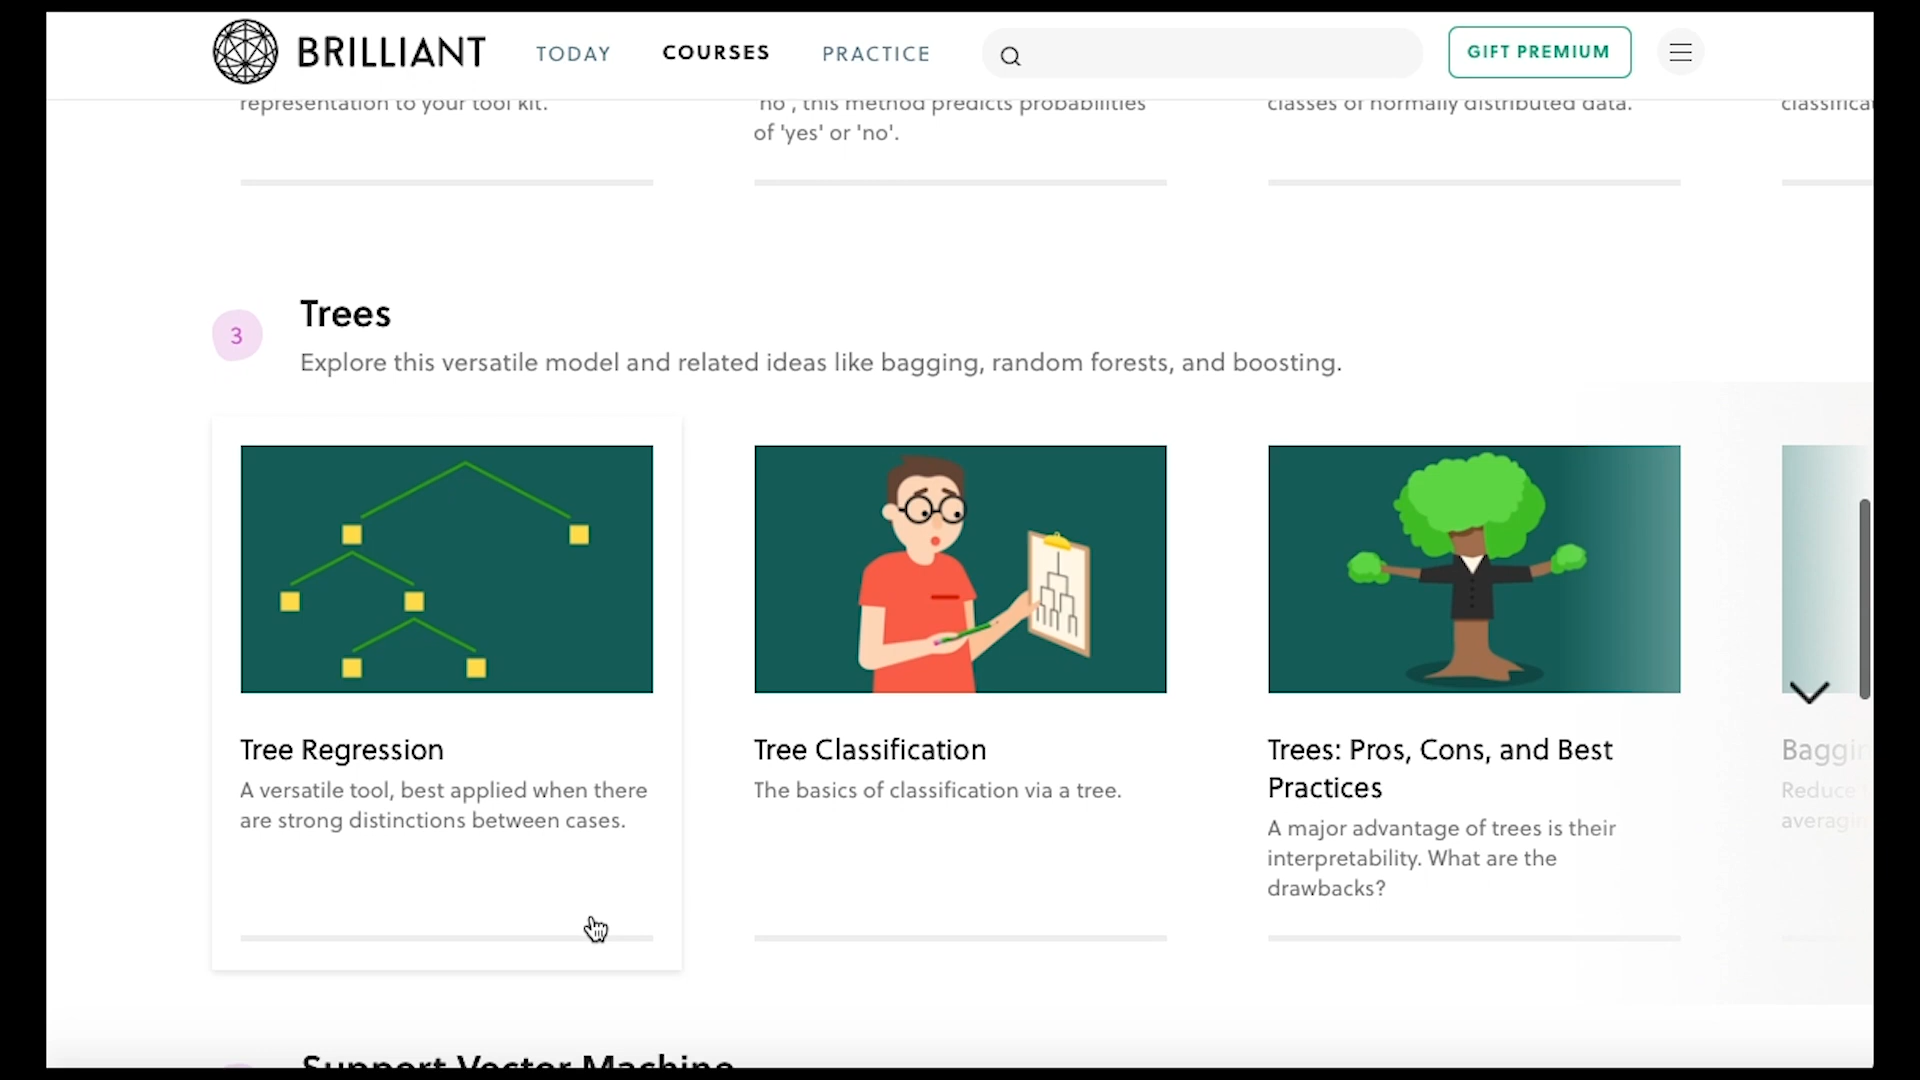 BRILLIANT
TODAY
COURSES
PRACTICE
GIFT PREMIUM
representation to your tool kit.
'no', this method predicts probabilities
of 'yes' or 'no'.
classes of normally distributed data.
3
Trees
Explore this versatile model and related ideas like bagging, random forests, and boosting.
Tree Regression
A versatile tool, best applied when there
are strong distinctions between cases.
Tree Classification
The basics of classification via a tree.
Trees: Pros, Cons, and Best
Practices
A major advantage of trees is their
interpretability. What are the
drawbacks?
Reduce
Support Vector Machine